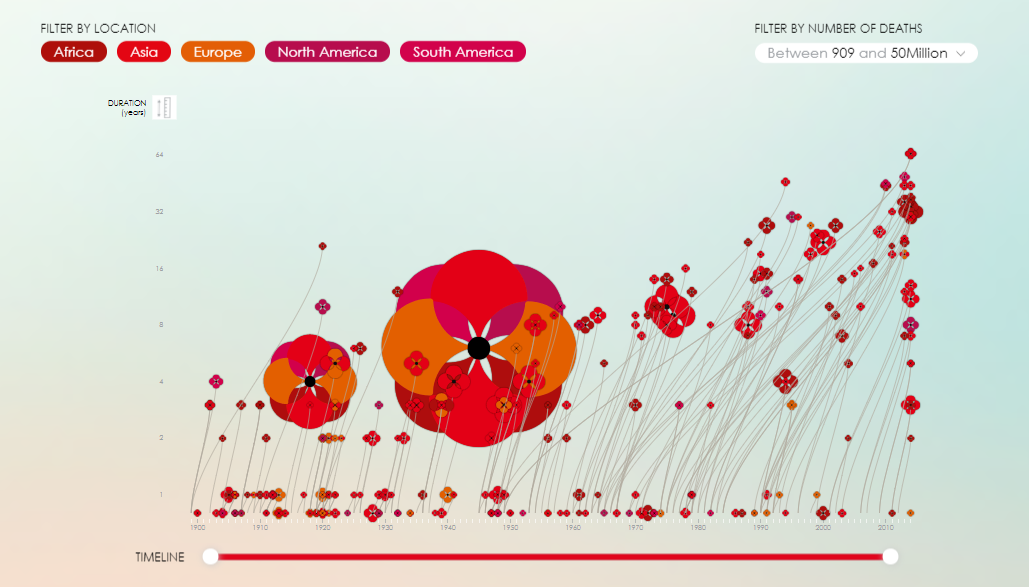 FILTER BY LOCATION
Africa Asia Europe North America South America
FILTER BY NUMBER OF DEATHS
Between 909 and 50Million
DURATION
(years)
64
32
16
8
4
2
1
1900 1910 1920 1930 1940 1950 1960 1970 1980 1990 2000 2010
TIMELINE